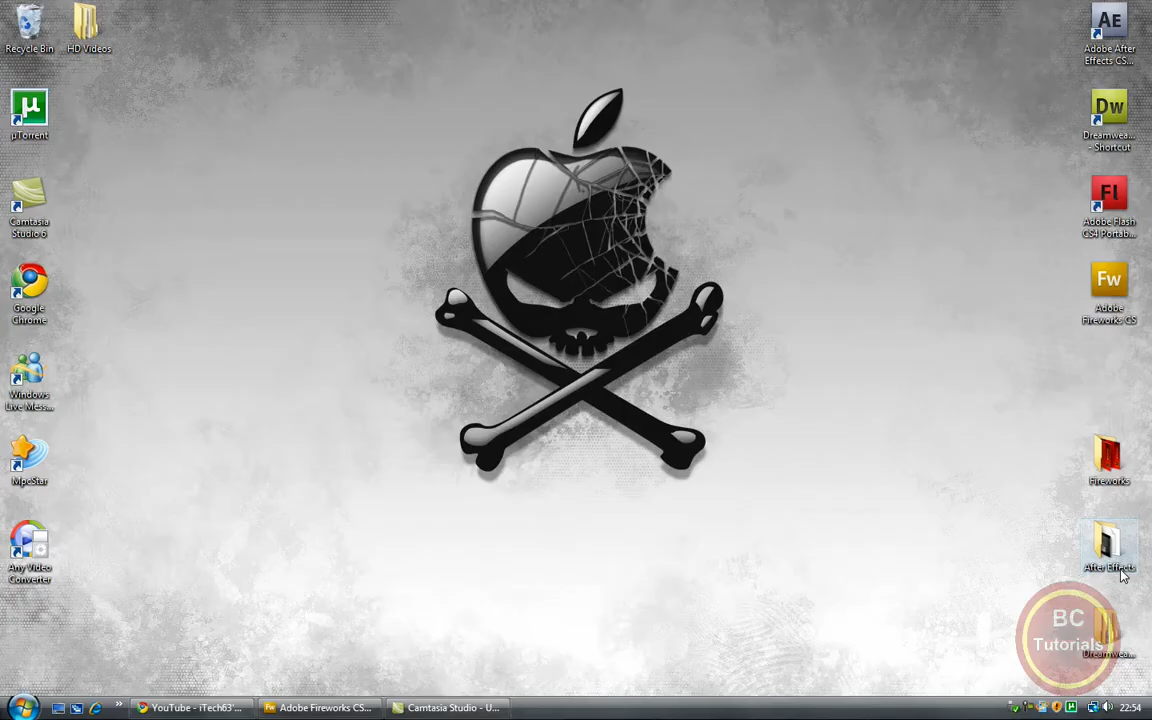 Recycle Bin
HD Videos
µ
µTorrent
Camtasia
Studio 6
Google
Chrome
Windows
Live Mess...
MpcStar
Any Video
Converter
AE
Adobe After
Effects CS...
Dw
Dreamwea...
- Shortcut
Fl
Adobe Flash
CS4 Portab...
Fw
Adobe
Fireworks CS
Fireworks
After Effects
BC
Tutorials
Dreamwea...
YouTube - iTech63'...
Adobe Fireworks CS...
Camtasia Studio - U...
22:54